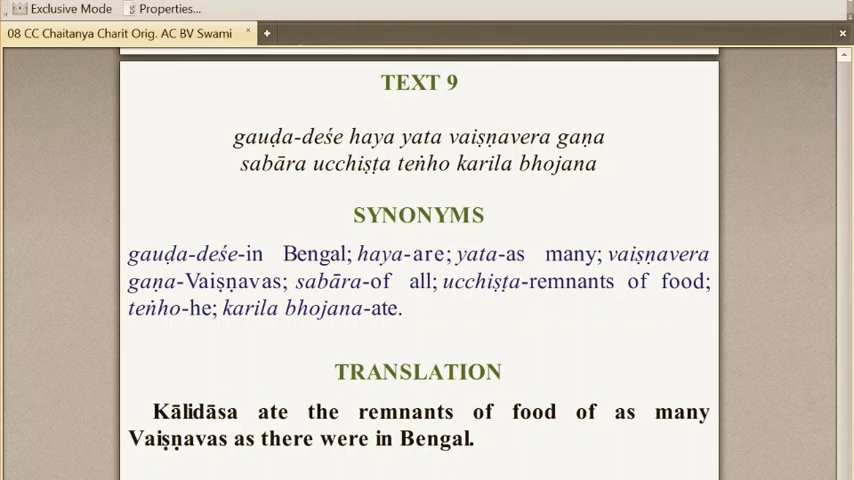 Exclusive Mode Properties...
08 CC Chaitanya Charit Orig. AC BV Swami
TEXT 9
gauḍa-deśe haya yata vaiṣṇavera gaṇa
sabāra ucchiṣṭa teṅho karila bhojana
SYNONYMS
gauḍa-deśe-in Bengal; haya-are; yata-as many; vaiṣṇavera
gaṇa-Vaiṣṇavas; sabāra-of all; ucchiṣṭa-remnants of food;
teṅho-he; karila bhojana-ate.
TRANSLATION
Kālidāsa ate the remnants of food of as many
Vaiṣṇavas as there were in Bengal.